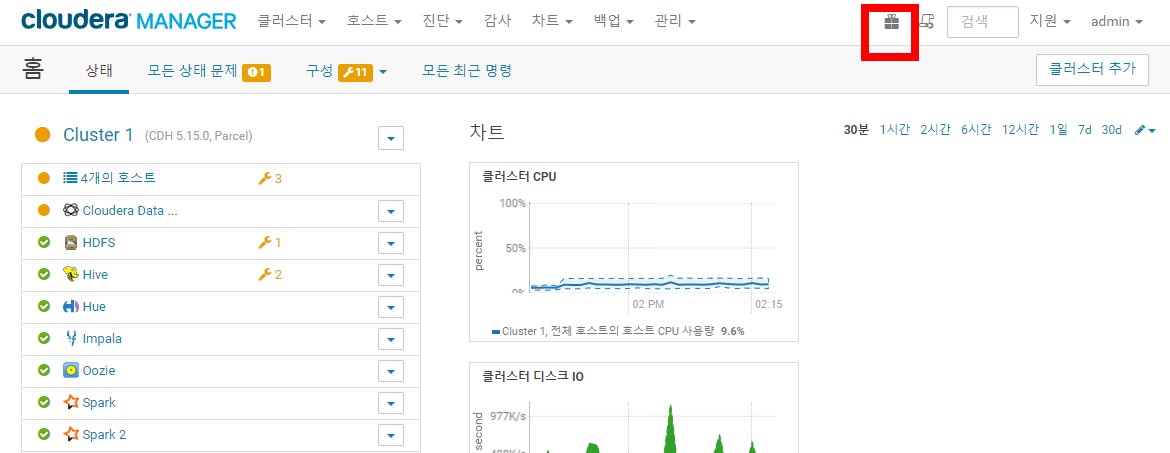 cloudera MANAGER 클러스터 호스트 진단 감사 차트 백업 관리 검색 지원 admin
홈 상태 모든 상태 문제 1 구성 11 모든 최근 명령 클러스터 추가
Cluster 1 (CDH 5.15.0, Parcel)
4개의 호스트 3
Cloudera Data ...
HDFS 1
Hive 2
Hue
Impala
Oozie
Spark
Spark 2
차트 30분 1시간 2시간 6시간 12시간 1일 7d 30d
클러스터 CPU
percent
100%
50%
0%
02 PM 02:15
Cluster 1, 전체 호스트의 호스트 CPU 사용량 9.6%
클러스터 디스크 IO
second
977K/s